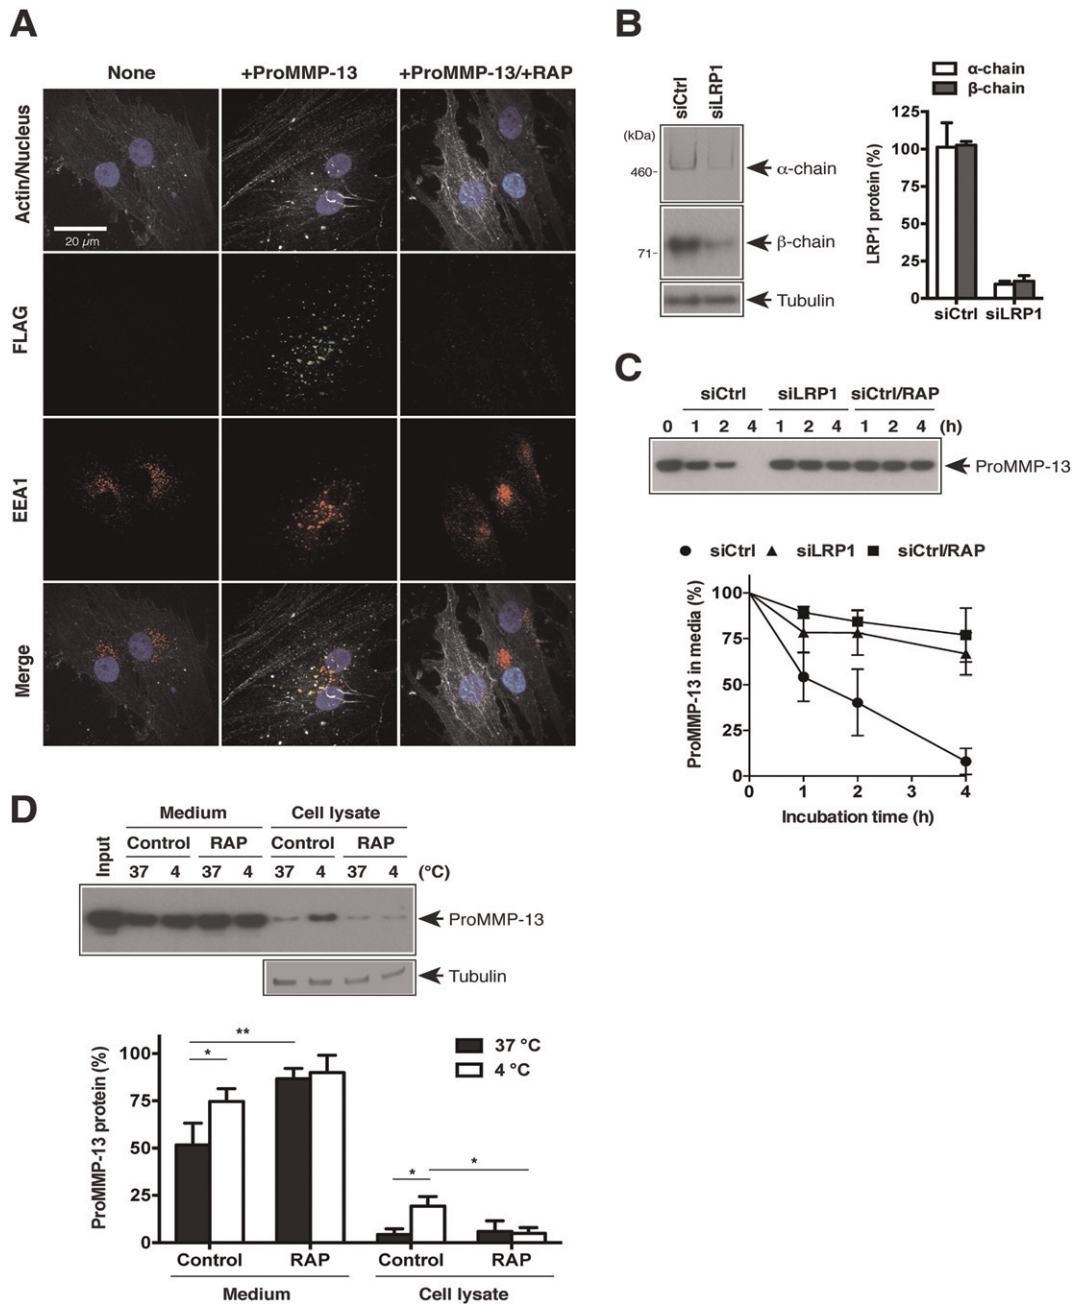 A
None +ProMMP-13 +ProMMP-13/+RAP
Actin/Nucleus
20 µm
FLAG
EEA1
Merge
B
siCtrl siLRP1
(kDa)
460-
α-chain
β-chain
71-
Tubulin
α-chain
β-chain
LRP1 protein (%)
125
100
75
50
25
0
siCtrl siLRP1
C
siCtrl siLRP1 siCtrl/RAP
0 1 2 4 1 2 4 1 2 4 (h)
ProMMP-13
siCtrl siLRP1 siCtrl/RAP
ProMMP-13 in media (%)
100
75
50
25
0
0 1 2 3 4
Incubation time (h)
D
Medium Cell lysate
Input Control RAP Control RAP
37 4 37 4 37 4 37 4 (°C)
ProMMP-13
Tubulin
ProMMP-13 protein (%)
37 °C
4 °C
** * * *
100
75
50
25
0
Control RAP Control RAP
Medium Cell lysate